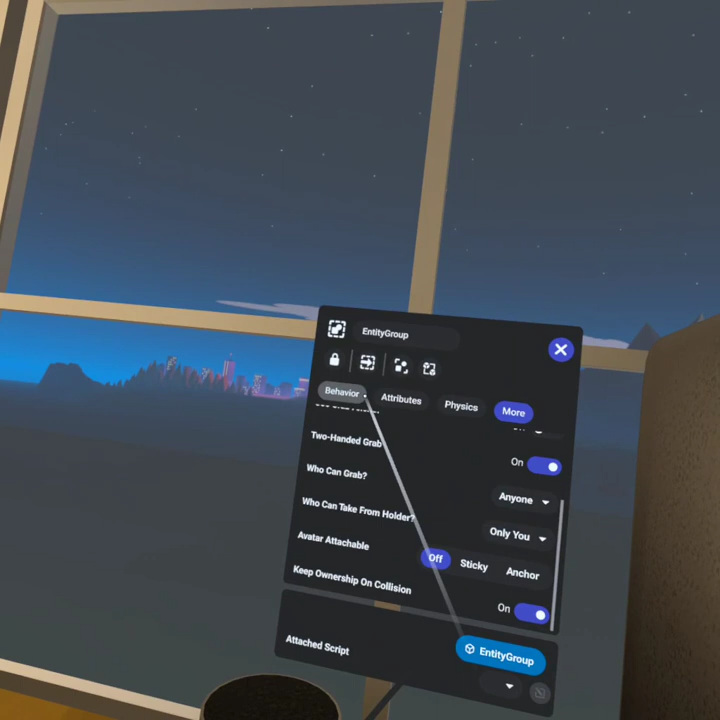 EntityGroup
Behavior
Attributes
Physics
More
Two-Handed Grab
On
Who Can Grab?
Anyone
Who Can Take From Holder?
Only You
Avatar Attachable
Off
Sticky
Anchor
Keep Ownership On Collision
On
Attached Script
EntityGroup